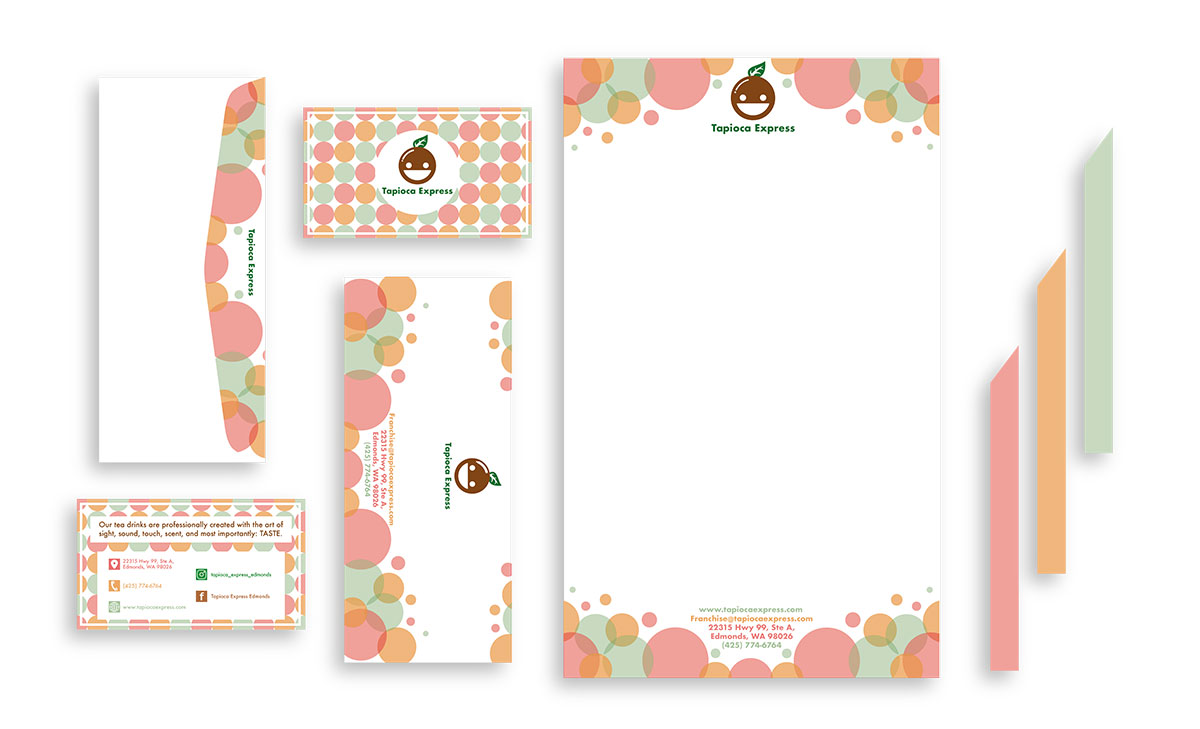 Tapioca Express
Tapioca Express
Our tea drinks are professionally created with the art of
sight, sound, touch, scent, and most importantly: TASTE.
22315 Hwy 99, Ste A,
Edmonds, WA 98026
(425) 774-6764
www.tapiocaexpress.com
tapioca_express_edmonds
Tapioca Express Edmonds
Tapioca Express
Franchise@tapiocaexpress.com
22315 Hwy 99, Ste A,
Edmonds, WA 98026
(425) 774-6764
Tapioca Express
www.tapiocaexpress.com
Franchise@tapiocaexpress.com
22315 Hwy 99, Ste A,
Edmonds, WA 98026
(425) 774-6764